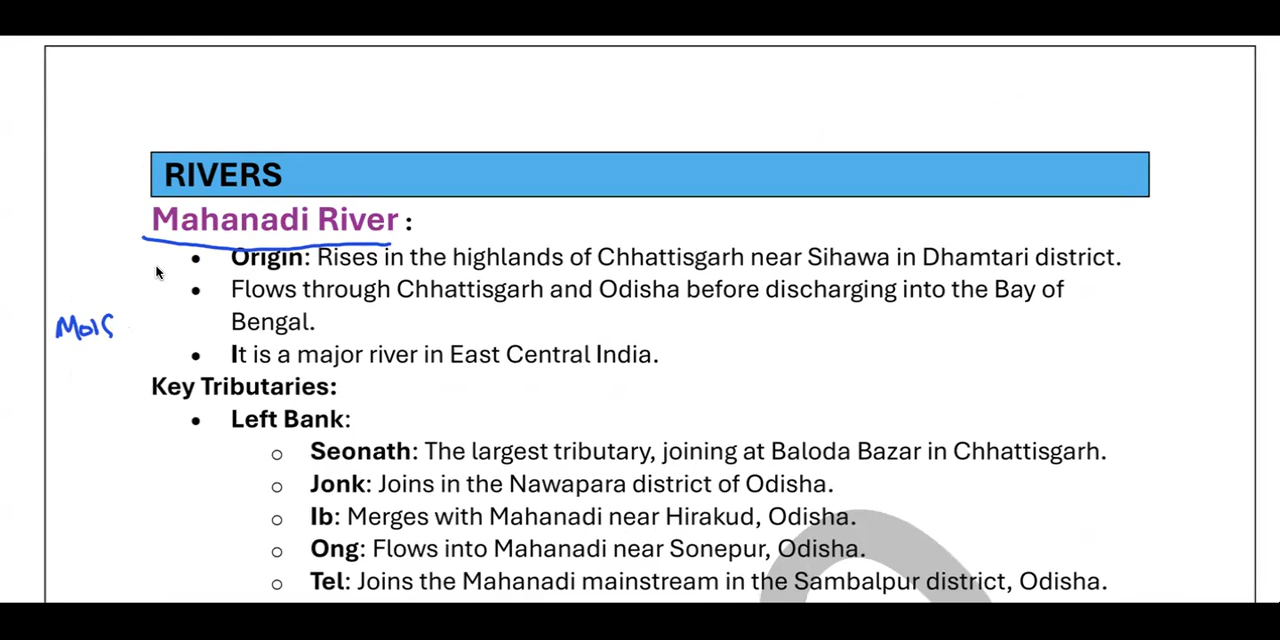 RIVERS
Mahanadi River :
• Origin: Rises in the highlands of Chhattisgarh near Sihawa in Dhamtari district.
• Flows through Chhattisgarh and Odisha before discharging into the Bay of
Bengal.
• It is a major river in East Central India.
Key Tributaries:
• Left Bank:
o Seonath: The largest tributary, joining at Baloda Bazar in Chhattisgarh.
o Jonk: Joins in the Nawapara district of Odisha.
o Ib: Merges with Mahanadi near Hirakud, Odisha.
o Ong: Flows into Mahanadi near Sonepur, Odisha.
o Tel: Joins the Mahanadi mainstream in the Sambalpur district, Odisha.